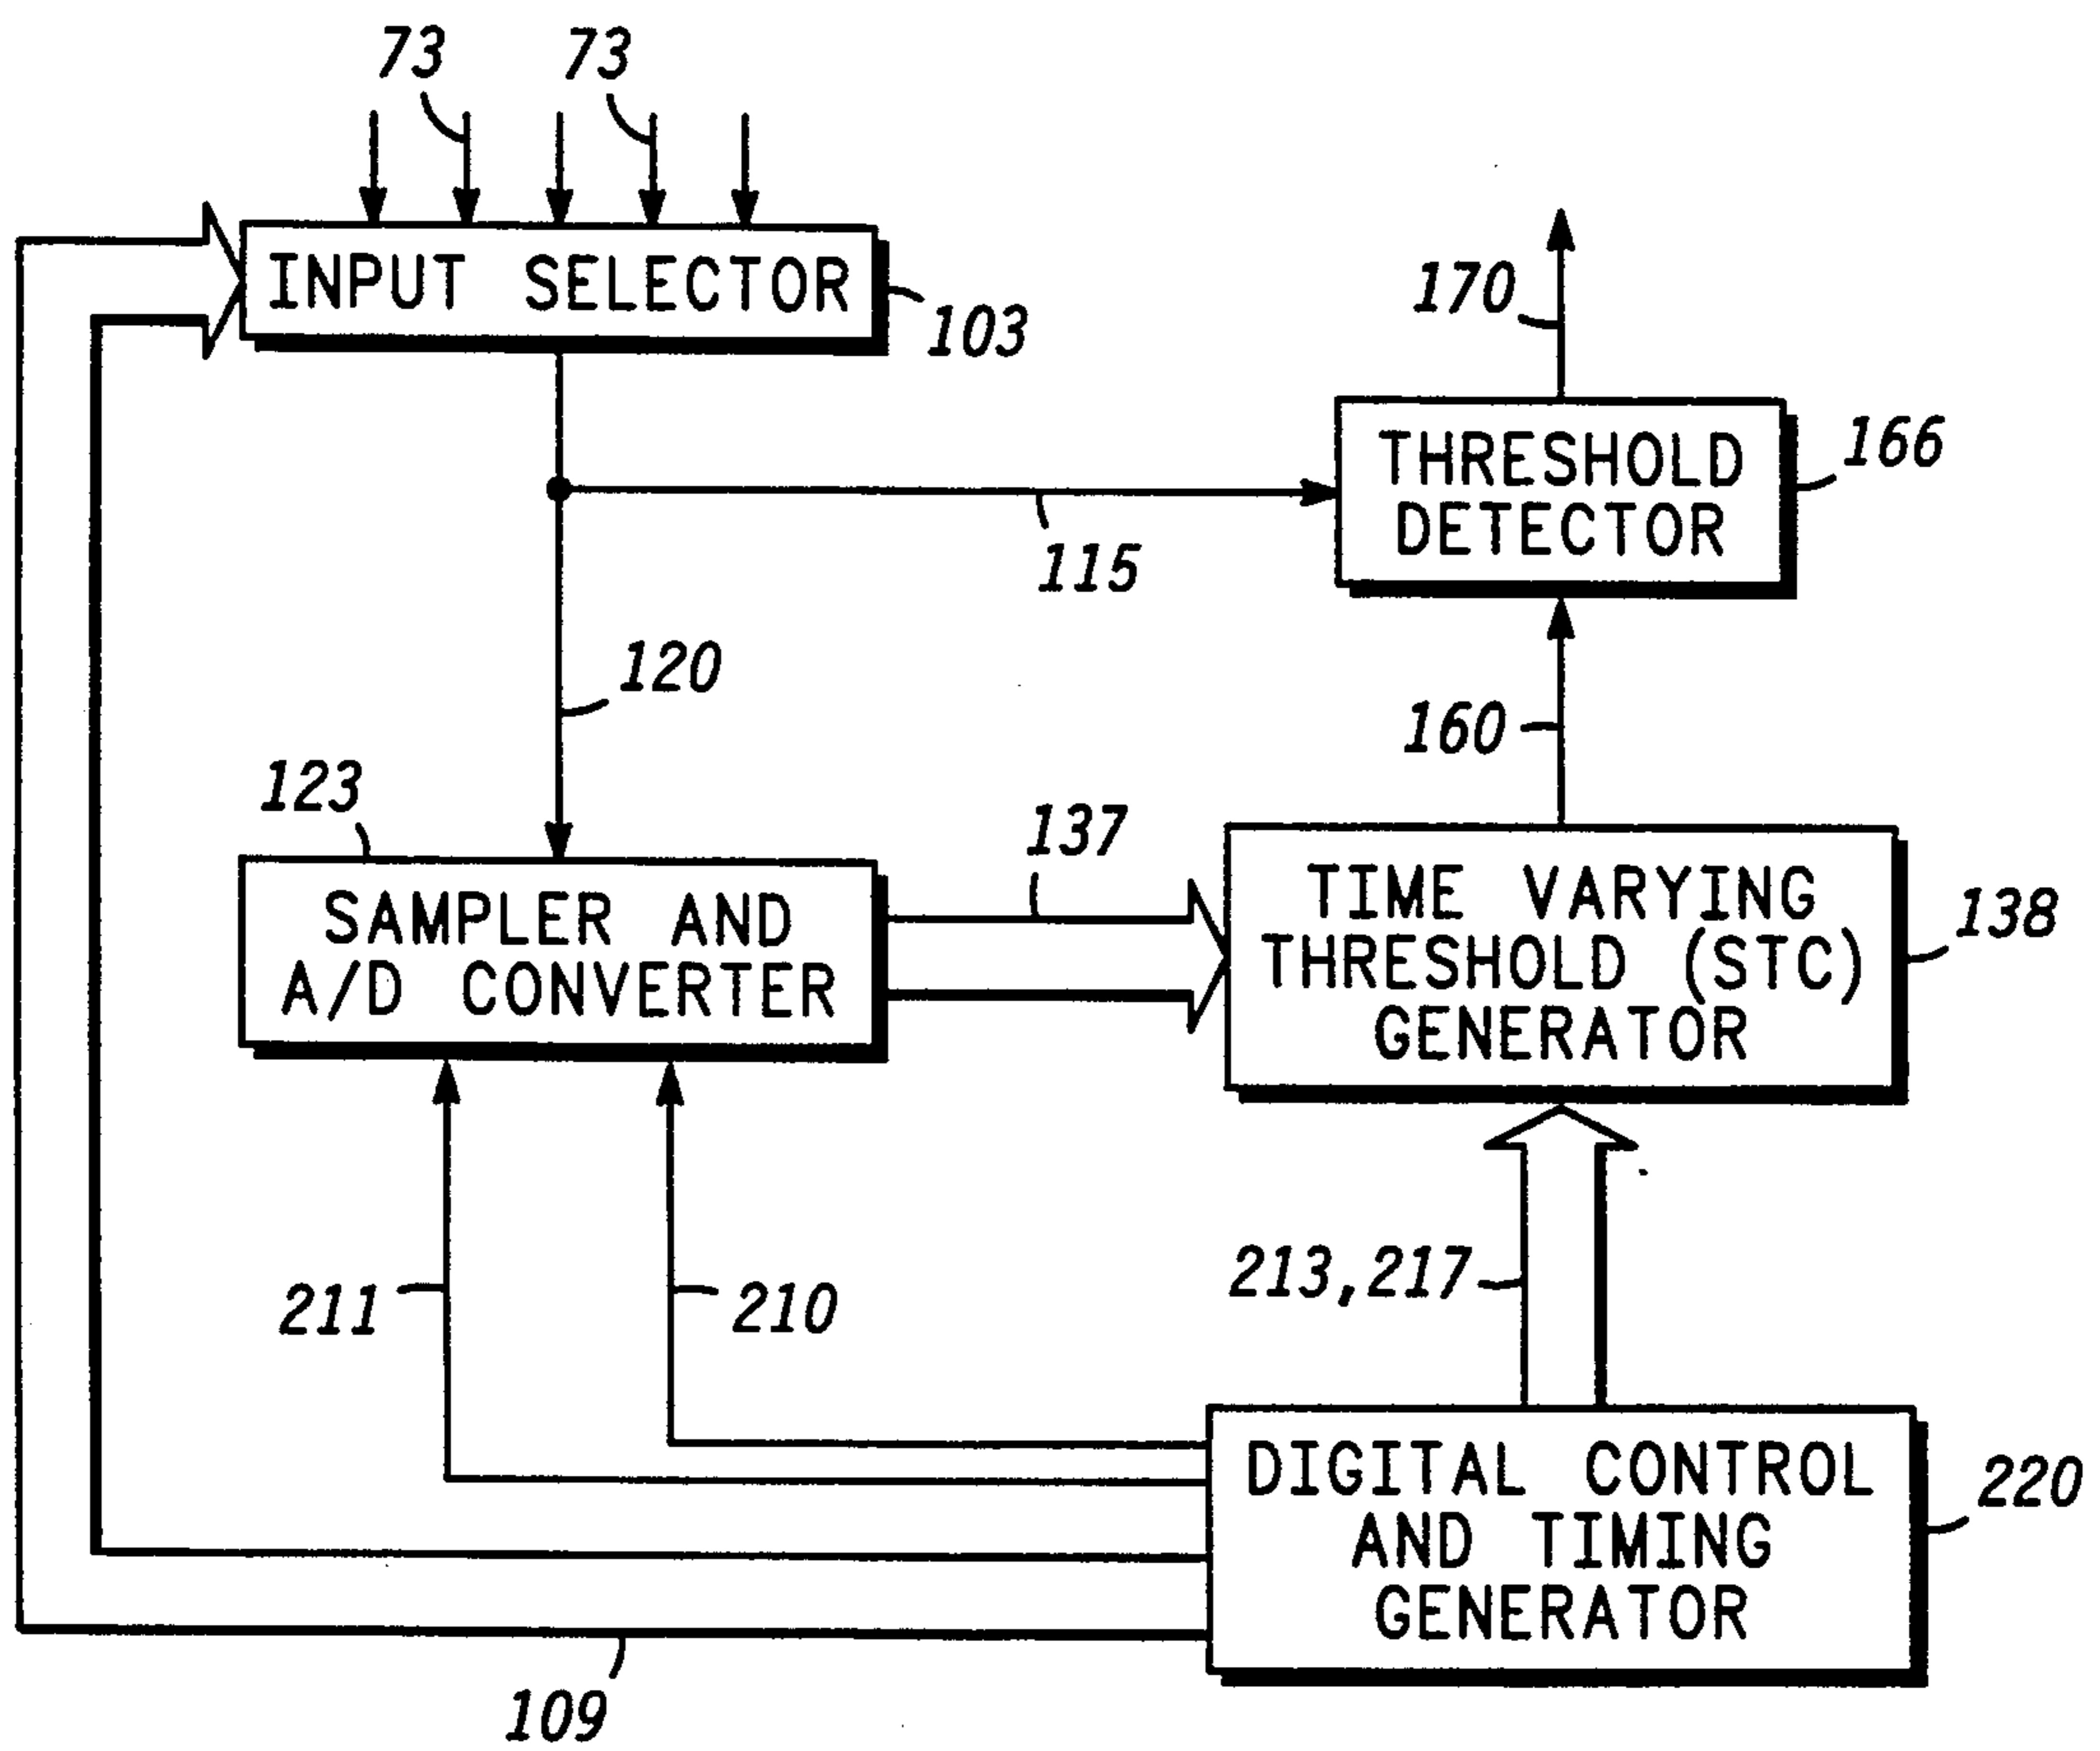 73 73
INPUT SELECTOR
103
170
THRESHOLD
DETECTOR
166
115
120
160
123
137
SAMPLER AND
A/D CONVERTER
TIME VARYING
THRESHOLD (STC)
GENERATOR
138
211
210
213,217
DIGITAL CONTROL
AND TIMING
GENERATOR
220
109